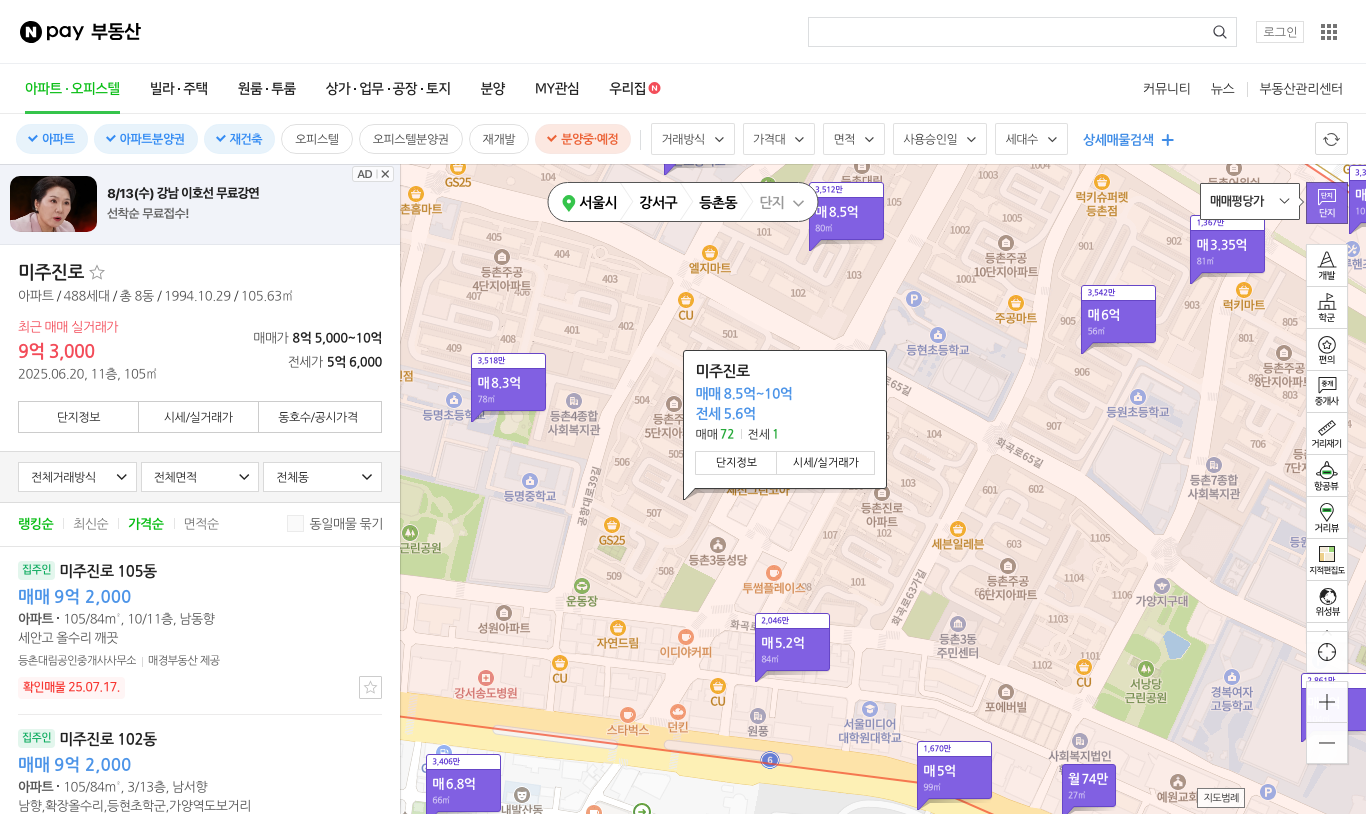 N pay 부동산
로그인
아파트·오피스텔 빌라·주택 원룸·투룸 상가·업무·공장·토지 분양 MY관심 우리집 N
커뮤니티 뉴스 부동산관리센터
아파트 아파트분양권 재건축 오피스텔 오피스텔분양권 재개발 분양중·예정 거래방식 가격대 면적 사용승인일 세대수 상세매물검색
AD
8/13(수) 강남 이호선 무료강연
선착순 무료접수!
미주진로
아파트 / 488세대 / 총 8동 / 1994.10.29 / 105.63㎡
최근 매매 실거래가
9억 3,000
2025.06.20, 11층, 105㎡
매매가 8억 5,000~10억
전세가 5억 6,000
단지정보 시세/실거래가 동호수/공시가격
전체거래방식 전체면적 전체동
랭킹순 최신순 가격순 면적순 동일매물 묶기
집주인 미주진로 105동
매매 9억 2,000
아파트 · 105/84㎡, 10/11층, 남동향
세안고 올수리 깨끗
등촌대림공인중개사사무소 매경부동산 제공
확인매물 25.07.17.
집주인 미주진로 102동
매매 9억 2,000
아파트 · 105/84㎡, 3/13층, 남서향
남향,확장올수리,등현초학군,가양역도보거리
서울시 강서구 등촌동 단지
GS25
촌홈마트
3,512만
매8.5억
80㎡
럭키슈퍼렛
등촌점
매매평당가
단지
단지
1,367만
매3.35억
81㎡
405
404
403
401
402
등촌주공
4단지아파트
엘지마트
CU
101
102
103
1001
1002
1003
901
902
903
905
906
등촌주공
10단지아파트
주공마트
P
3,542만
매6억
56㎡
럭키마트
805
등현초등학교
등촌주공
8단지아파트
409
408
501
3,518만
매8.3억
78㎡
등명초등학교
등촌4종합
사회복지관
미주진로
매매 8.5억~10억
전세 5.6억
매매 72 전세 1
단지정보 시세/실거래가
등원초등학교
화곡로65길
706
등촌7종합
사회복지관
505
506
507
508
509
등명중학교
공항대로39길
등촌진로
아파트
세븐일레븐
GS25
601
602
603
1104
1105
1101
1102
등촌3동성당
투썸플레이스
등촌주공
6단지아파트
가양지구대
근린공원
운동장
성원아파트
자연드림
이디야커피
화곡로63가길
2,046만
매5.2억
84㎡
등촌3동
주민센터
CU
CU
CU
강서송도병원
스타벅스
던킨
원풍
서울미디어
대학원대학교
포에버빌
서낭당
근린공원
경복여자
고등학교
2,861만
3,406만
매6.8억
66㎡
내발산동
6
1,670만
매5억
99㎡
사회복지법인
월74만
27㎡
예원교회
P
지도범례
개발
학군
편의
중개
중개사
거리재기
항공뷰
거리뷰
지적편집도
위성뷰